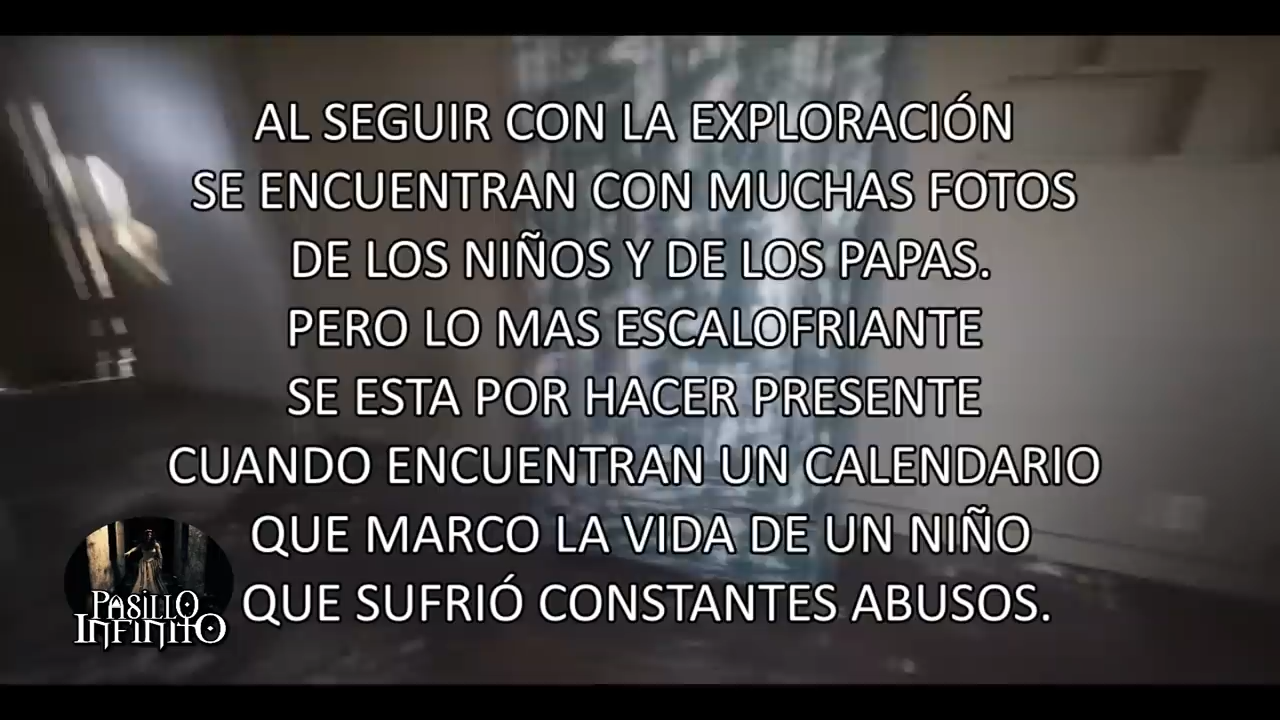 AL SEGUIR CON LA EXPLORACIÓN
SE ENCUENTRAN CON MUCHAS FOTOS
DE LOS NIÑOS Y DE LOS PAPAS.
PERO LO MAS ESCALOFRIANTE
SE ESTA POR HACER PRESENTE
CUANDO ENCUENTRAN UN CALENDARIO
QUE MARCO LA VIDA DE UN NIÑO
QUE SUFRIÓ CONSTANTES ABUSOS.
PASILLO
INFINITO